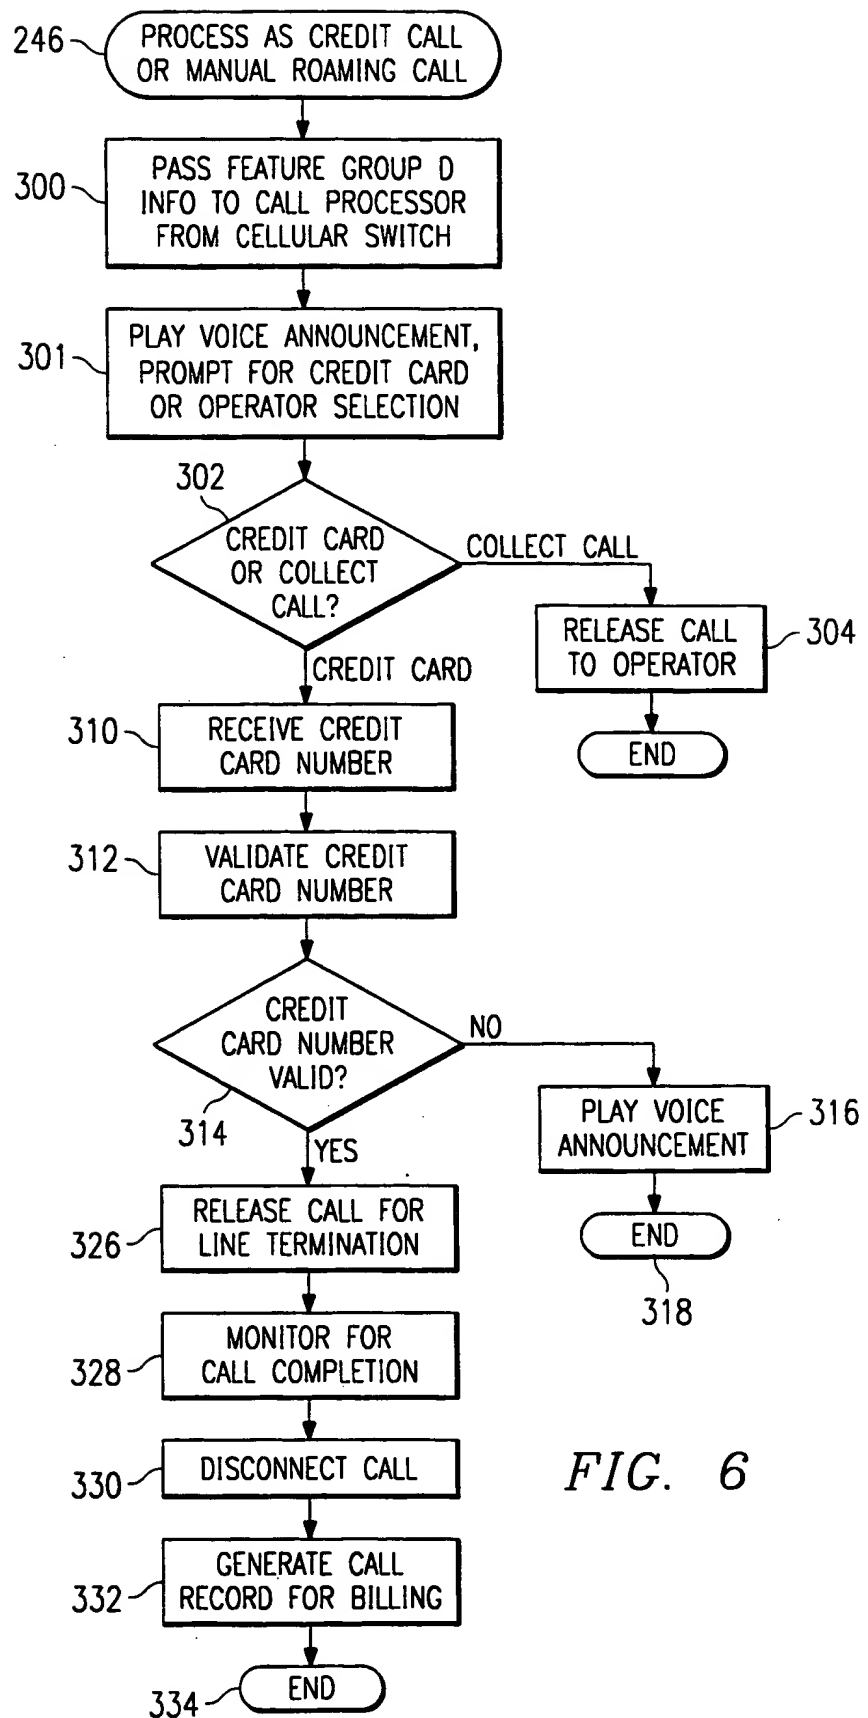 246
PROCESS AS CREDIT CALL
OR MANUAL ROAMING CALL
300
PASS FEATURE GROUP D
INFO TO CALL PROCESSOR
FROM CELLULAR SWITCH
301
PLAY VOICE ANNOUNCEMENT,
PROMPT FOR CREDIT CARD
OR OPERATOR SELECTION
302
CREDIT CARD
OR COLLECT
CALL?
COLLECT CALL
RELEASE CALL
TO OPERATOR
304
END
CREDIT CARD
310
RECEIVE CREDIT
CARD NUMBER
312
VALIDATE CREDIT
CARD NUMBER
CREDIT
CARD NUMBER
VALID?
314
NO
PLAY VOICE
ANNOUNCEMENT
316
END
318
YES
326
RELEASE CALL FOR
LINE TERMINATION
328
MONITOR FOR
CALL COMPLETION
330
DISCONNECT CALL
332
GENERATE CALL
RECORD FOR BILLING
334
END
FIG. 6